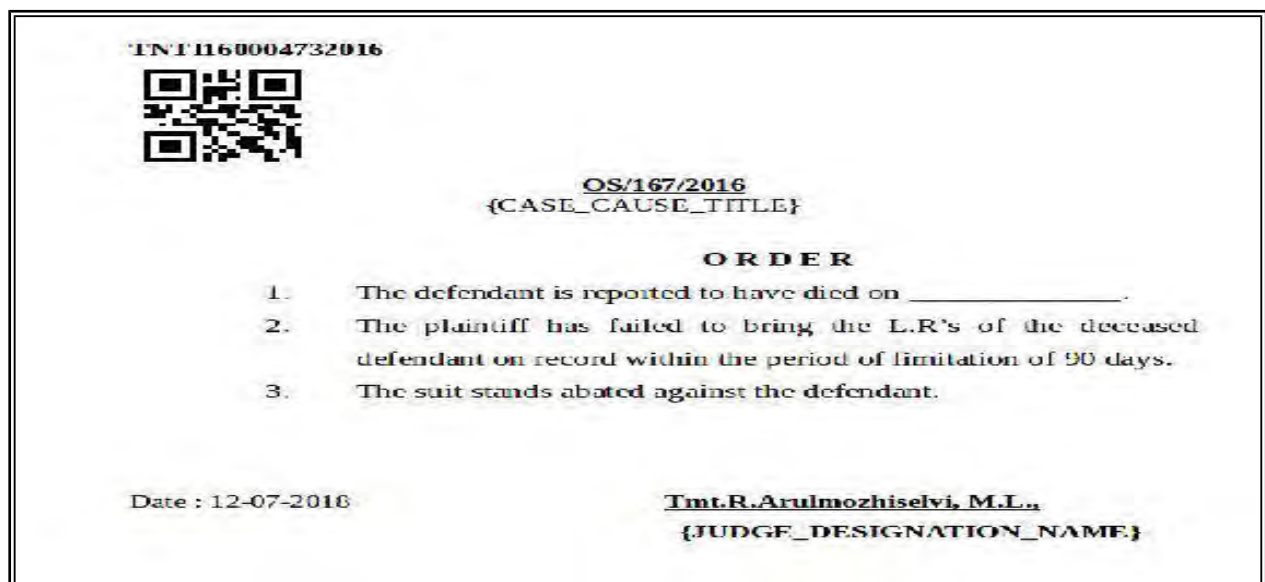 TNTI160004732016
OS/167/2016
{CASE_CAUSE_TITLE}
O R D E R
1. The defendant is reported to have died on _______________.
2. The plaintiff has failed to bring the L.R's of the deceased
defendant on record within the period of limitation of 90 days.
3. The suit stands abated against the defendant.
Date : 12-07-2018
Tmt.R.Arulmozhiselvi, M.L.,
{JUDGE_DESIGNATION_NAME}